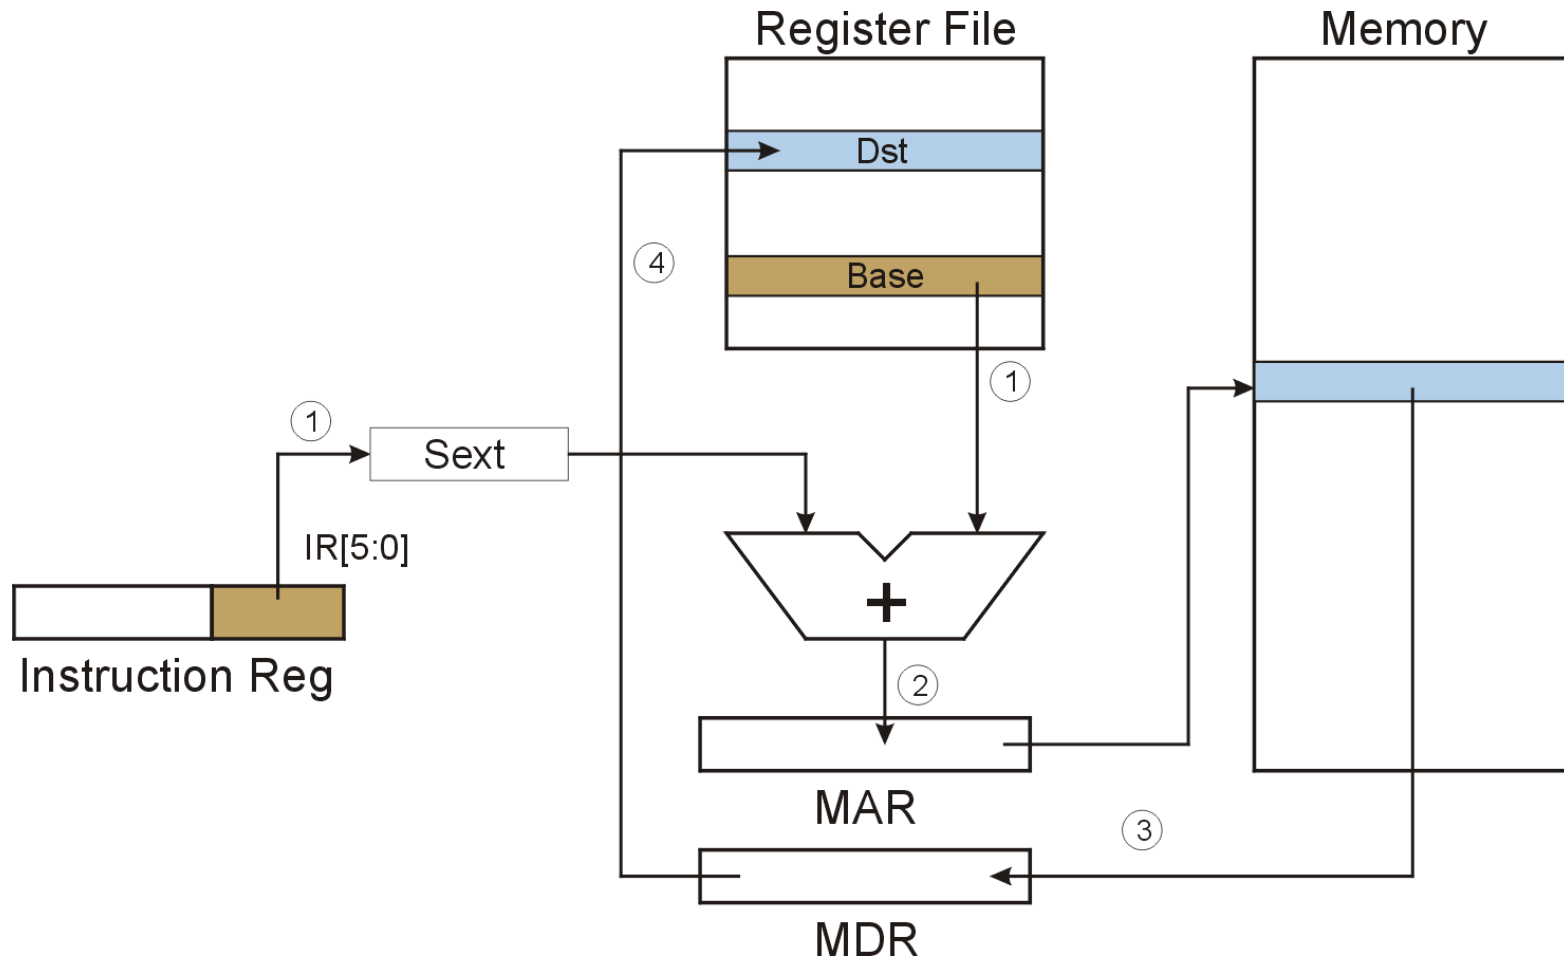 Register File
Memory
Dst
4
Base
1
1
Sext
IR[5:0]
+
Instruction Reg
2
MAR
3
MDR